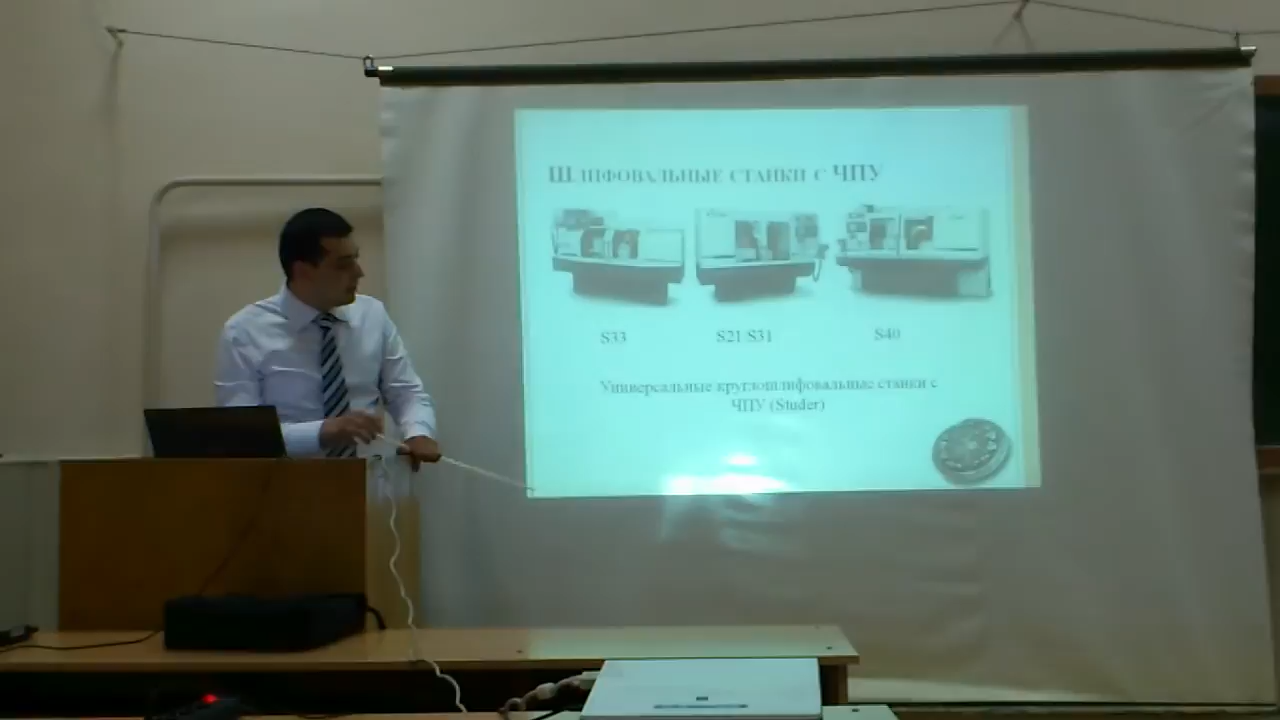 Шлифовальные станки с ЧПУ
S33
S21 S31
S40
Универсальные круглошлифовальные станки с
ЧПУ (Studer)